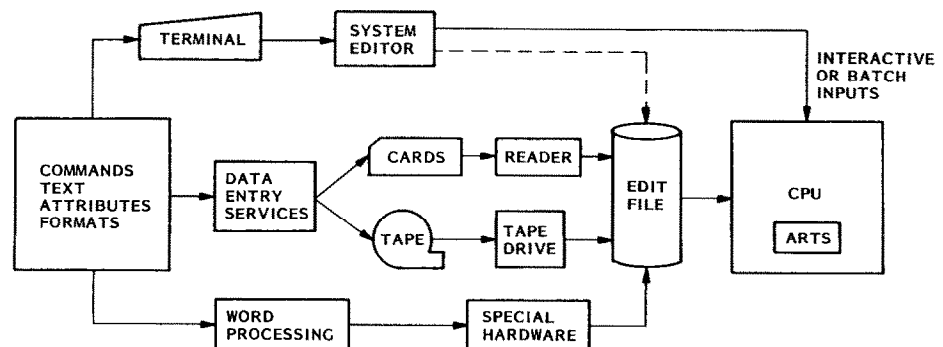 TERMINAL
SYSTEM
EDITOR
INTERACTIVE
OR BATCH
INPUTS
COMMANDS
TEXT
ATTRIBUTES
FORMATS
DATA
ENTRY
SERVICES
CARDS
READER
TAPE
TAPE
DRIVE
EDIT
FILE
CPU
ARTS
WORD
PROCESSING
SPECIAL
HARDWARE